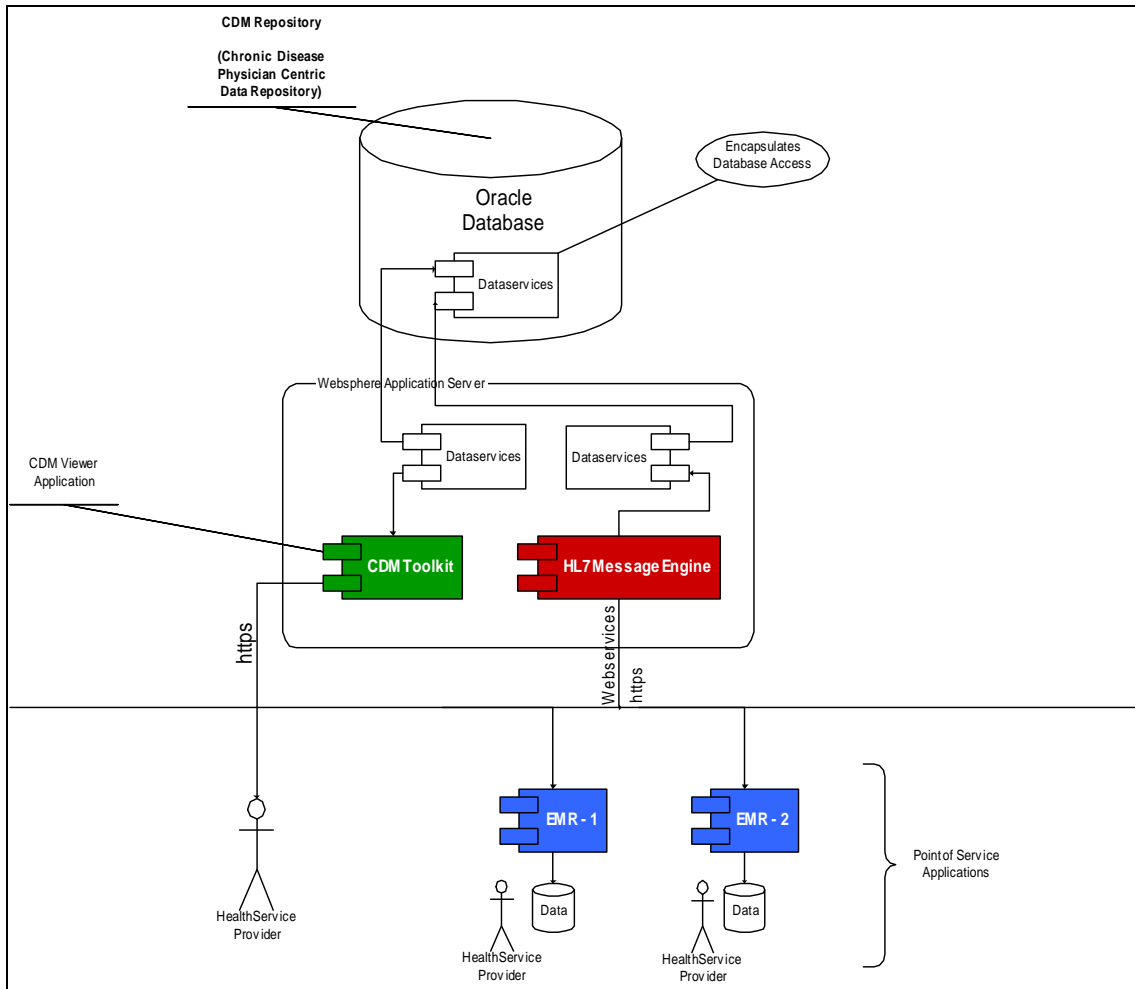 CDM Repository
(Chronic Disease
Physician Centric
Data Repository)
Encapsulates
Database Access
Oracle
Database
Dataservices
Websphere Application Server
Dataservices
Dataservices
CDM Viewer
Application
CDM Toolkit
HL7 Message Engine
https
Webservices
https
EMR - 1
EMR - 2
Point of Service
Applications
Data
Data
HealthService
Provider
HealthService
Provider
HealthService
Provider